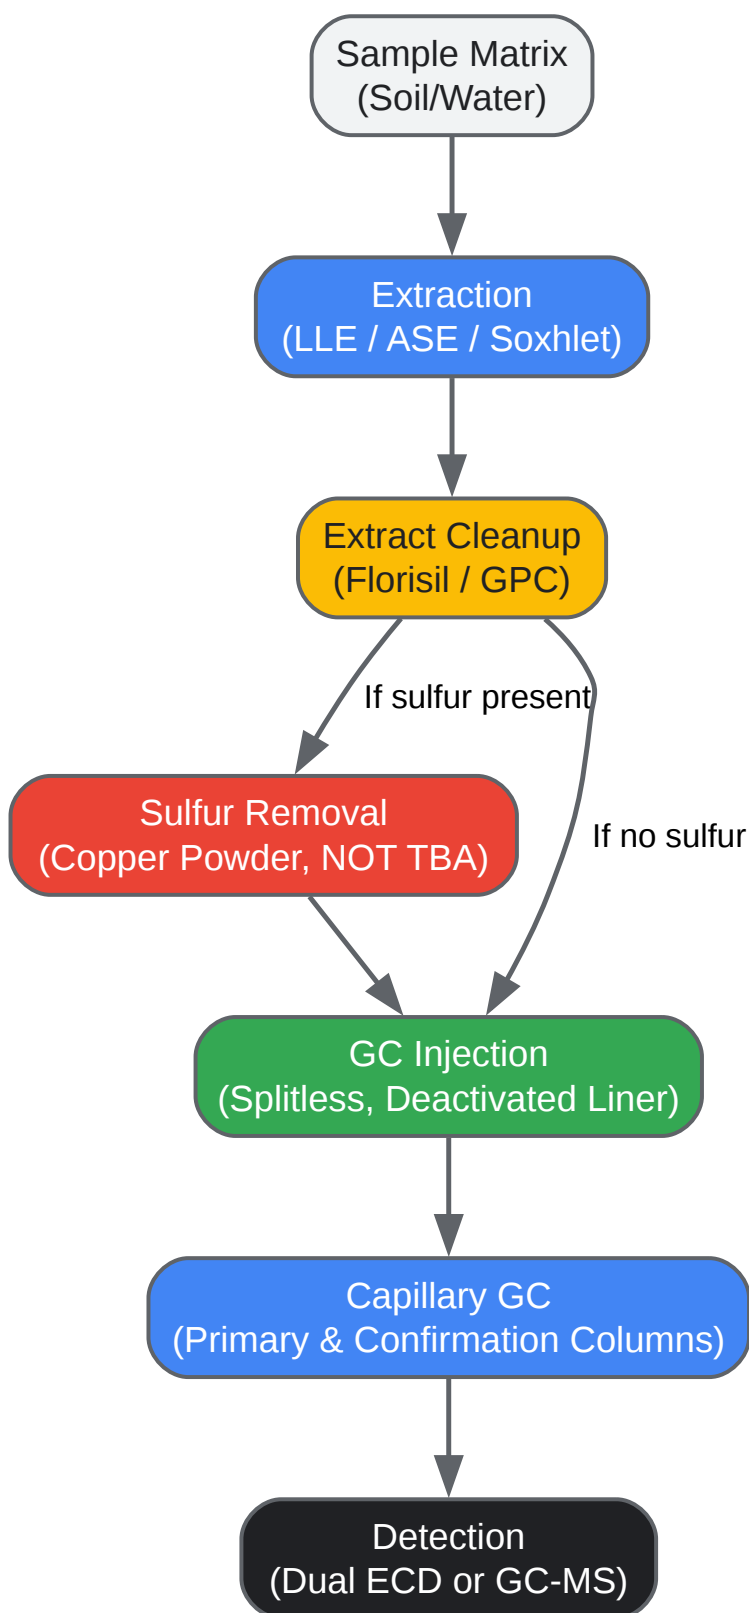 Sample Matrix
(Soil/Water)
Extraction
(LLE / ASE / Soxhlet)
Extract Cleanup
(Florisil / GPC)
If sulfur present
Sulfur Removal
(Copper Powder, NOT TBA)
If no sulfur
GC Injection
(Splitless, Deactivated Liner)
Capillary GC
(Primary & Confirmation Columns)
Detection
(Dual ECD or GC-MS)